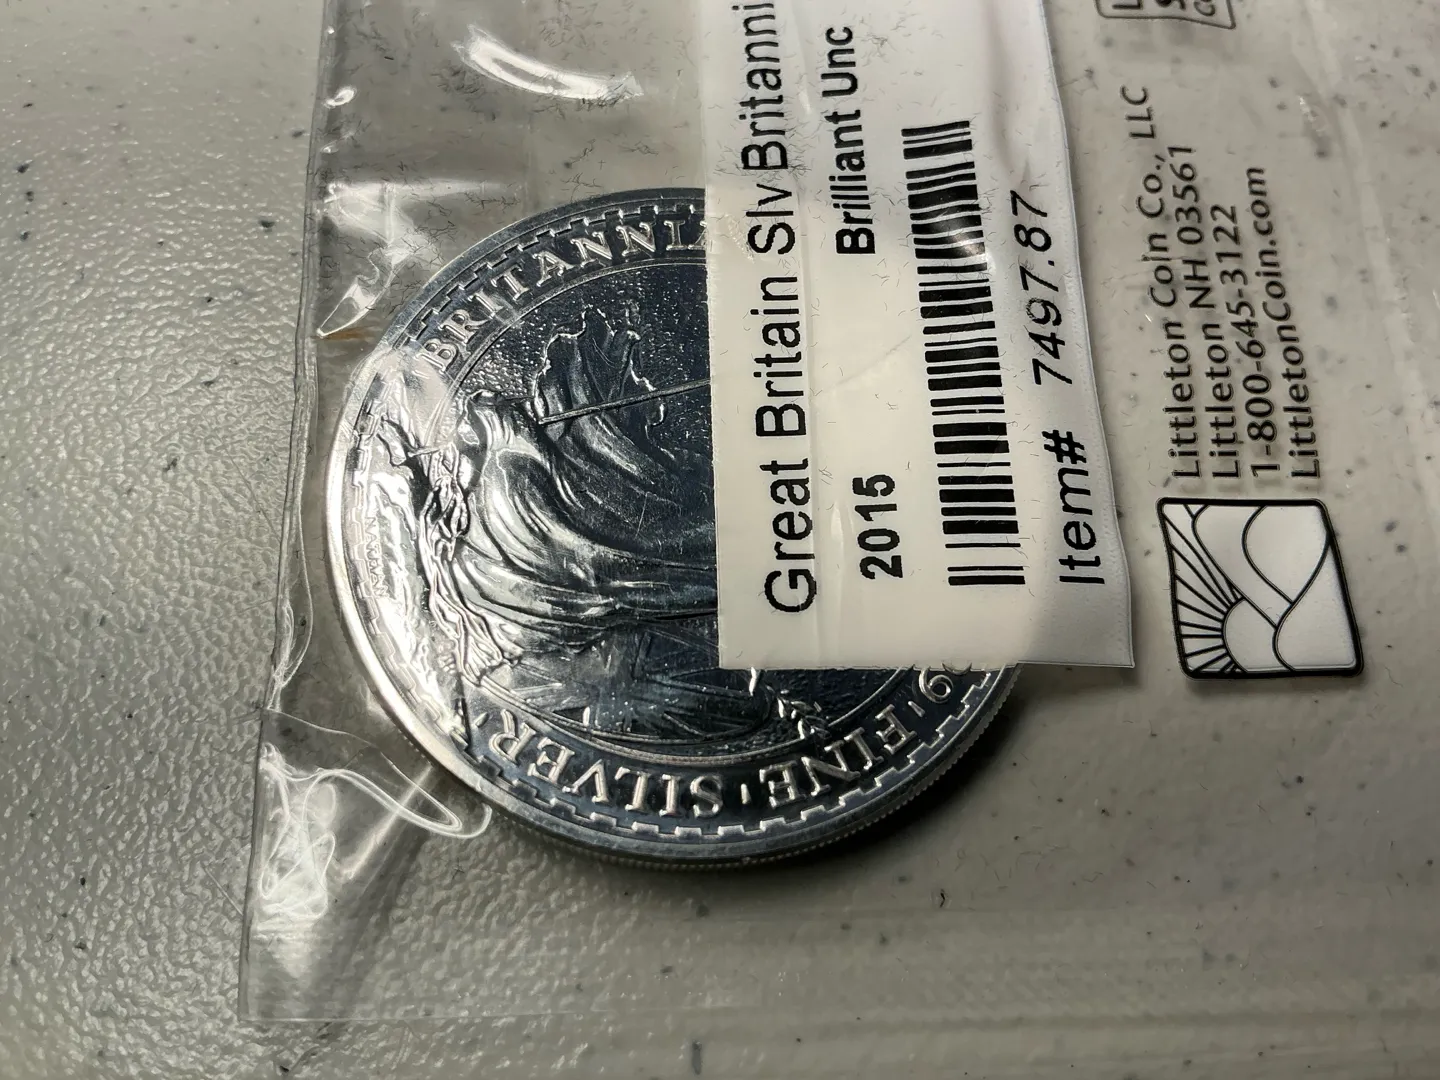 Great Britain Slv Britanni
2015 Brilliant Unc
Item# 7497.87
Littleton Coin Co., LLC
Littleton NH 03561
1-800-645-3122
LittletonCoin.com
BRITANNIA
FINE SILVER
NATHAN